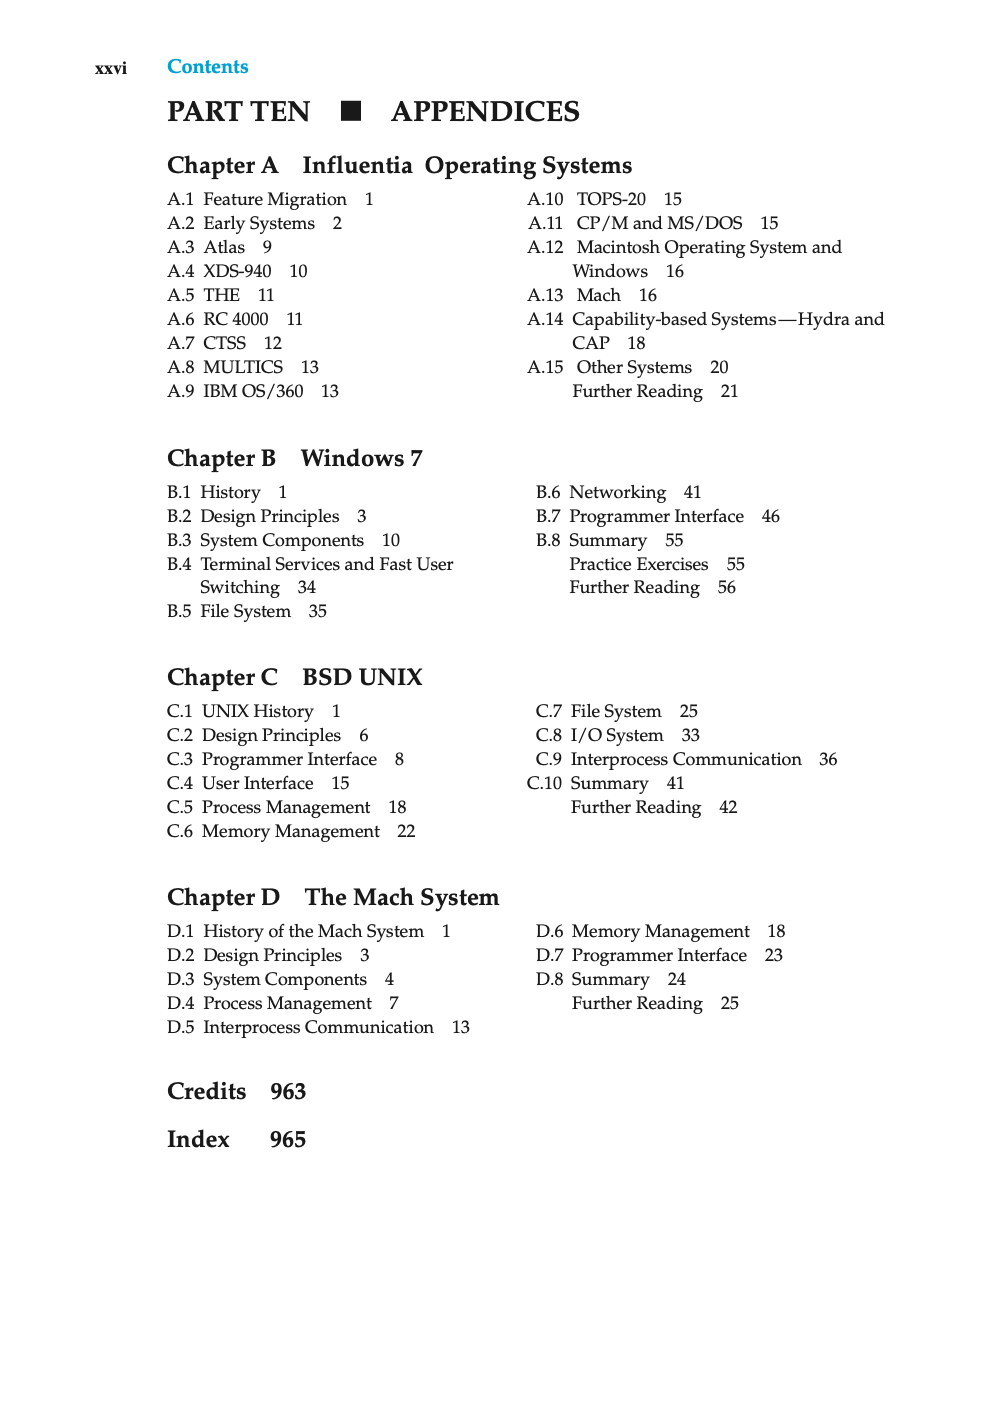 xxvi Contents
PART TEN ■ APPENDICES
Chapter A Influentia Operating Systems
A.1 Feature Migration 1
A.2 Early Systems 2
A.3 Atlas 9
A.4 XDS-940 10
A.5 THE 11
A.6 RC 4000 11
A.7 CTSS 12
A.8 MULTICS 13
A.9 IBM OS/360 13
A.10 TOPS-20 15
A.11 CP/M and MS/DOS 15
A.12 Macintosh Operating System and
Windows 16
A.13 Mach 16
A.14 Capability-based Systems—Hydra and
CAP 18
A.15 Other Systems 20
Further Reading 21
Chapter B Windows 7
B.1 History 1
B.2 Design Principles 3
B.3 System Components 10
B.4 Terminal Services and Fast User
Switching 34
B.5 File System 35
B.6 Networking 41
B.7 Programmer Interface 46
B.8 Summary 55
Practice Exercises 55
Further Reading 56
Chapter C BSD UNIX
C.1 UNIX History 1
C.2 Design Principles 6
C.3 Programmer Interface 8
C.4 User Interface 15
C.5 Process Management 18
C.6 Memory Management 22
C.7 File System 25
C.8 I/O System 33
C.9 Interprocess Communication 36
C.10 Summary 41
Further Reading 42
Chapter D The Mach System
D.1 History of the Mach System 1
D.2 Design Principles 3
D.3 System Components 4
D.4 Process Management 7
D.5 Interprocess Communication 13
D.6 Memory Management 18
D.7 Programmer Interface 23
D.8 Summary 24
Further Reading 25
Credits 963
Index 965